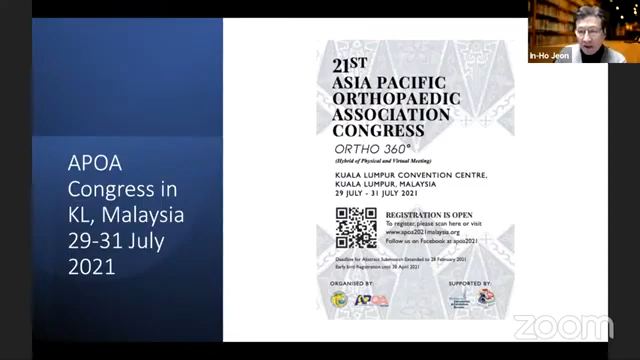 APOA
Congress in
KL, Malaysia
29-31 July
2021
21ST
ASIA PACIFIC
ORTHOPAEDIC
ASSOCIATION
CONGRESS
ORTHO 360°
(Hybrid of Physical and Virtual Meeting)
KUALA LUMPUR CONVENTION CENTRE,
KUALA LUMPUR, MALAYSIA
29 JULY - 31 JULY 2021
REGISTRATION IS OPEN
To register, please scan here or visit
www.apoa2021malaysia.org
Follow us on Facebook at apoa2021
Deadline for Abstract Submission Extended to 28 February 2021
Early bird Registration until 28 April 2021
ORGANISED BY:
SUPPORTED BY:
APOA
In-Ho Jeon
zoom